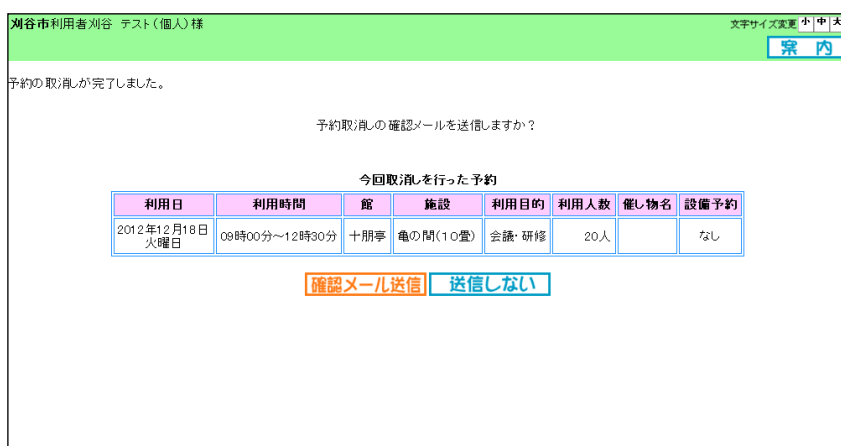 刈谷市利用者刈谷 テスト(個人)様
文字サイズ変更 小 中 大
案 内
予約の取消しが完了しました。
予約取消しの確認メールを送信しますか？
今回取消しを行った予約
利用日 利用時間 館 施設 利用目的 利用人数 催し物名 設備予約
2012年12月18日 09時00分～12時30分 十朋亭 亀の間(10畳) 会議・研修 20人 なし
火曜日
確認メール送信 送信しない